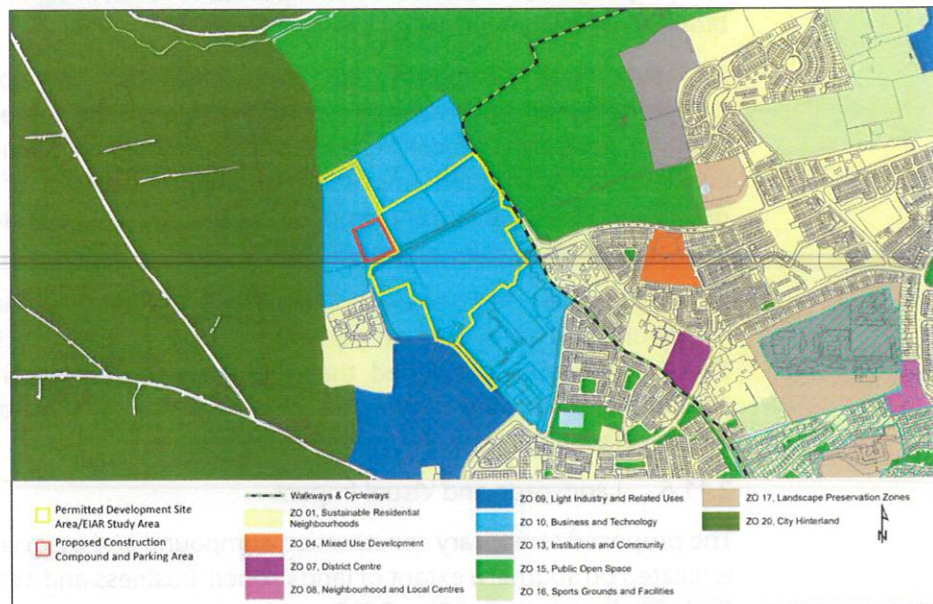 Permitted Development Site
Area/EIAR Study Area
Proposed Construction
Compound and Parking Area
Walkways & Cycleways
ZO 01, Sustainable Residential
Neighbourhoods
ZO 04, Mixed Use Development
ZO 07, District Centre
ZO 08, Neighbourhood and Local Centres
ZO 09, Light Industry and Related Uses
ZO 10, Business and Technology
ZO 13, Institutions and Community
ZO 15, Public Open Space
ZO 16, Sports Grounds and Facilities
ZO 17, Landscape Preservation Zones
ZO 20, City Hinterland
N